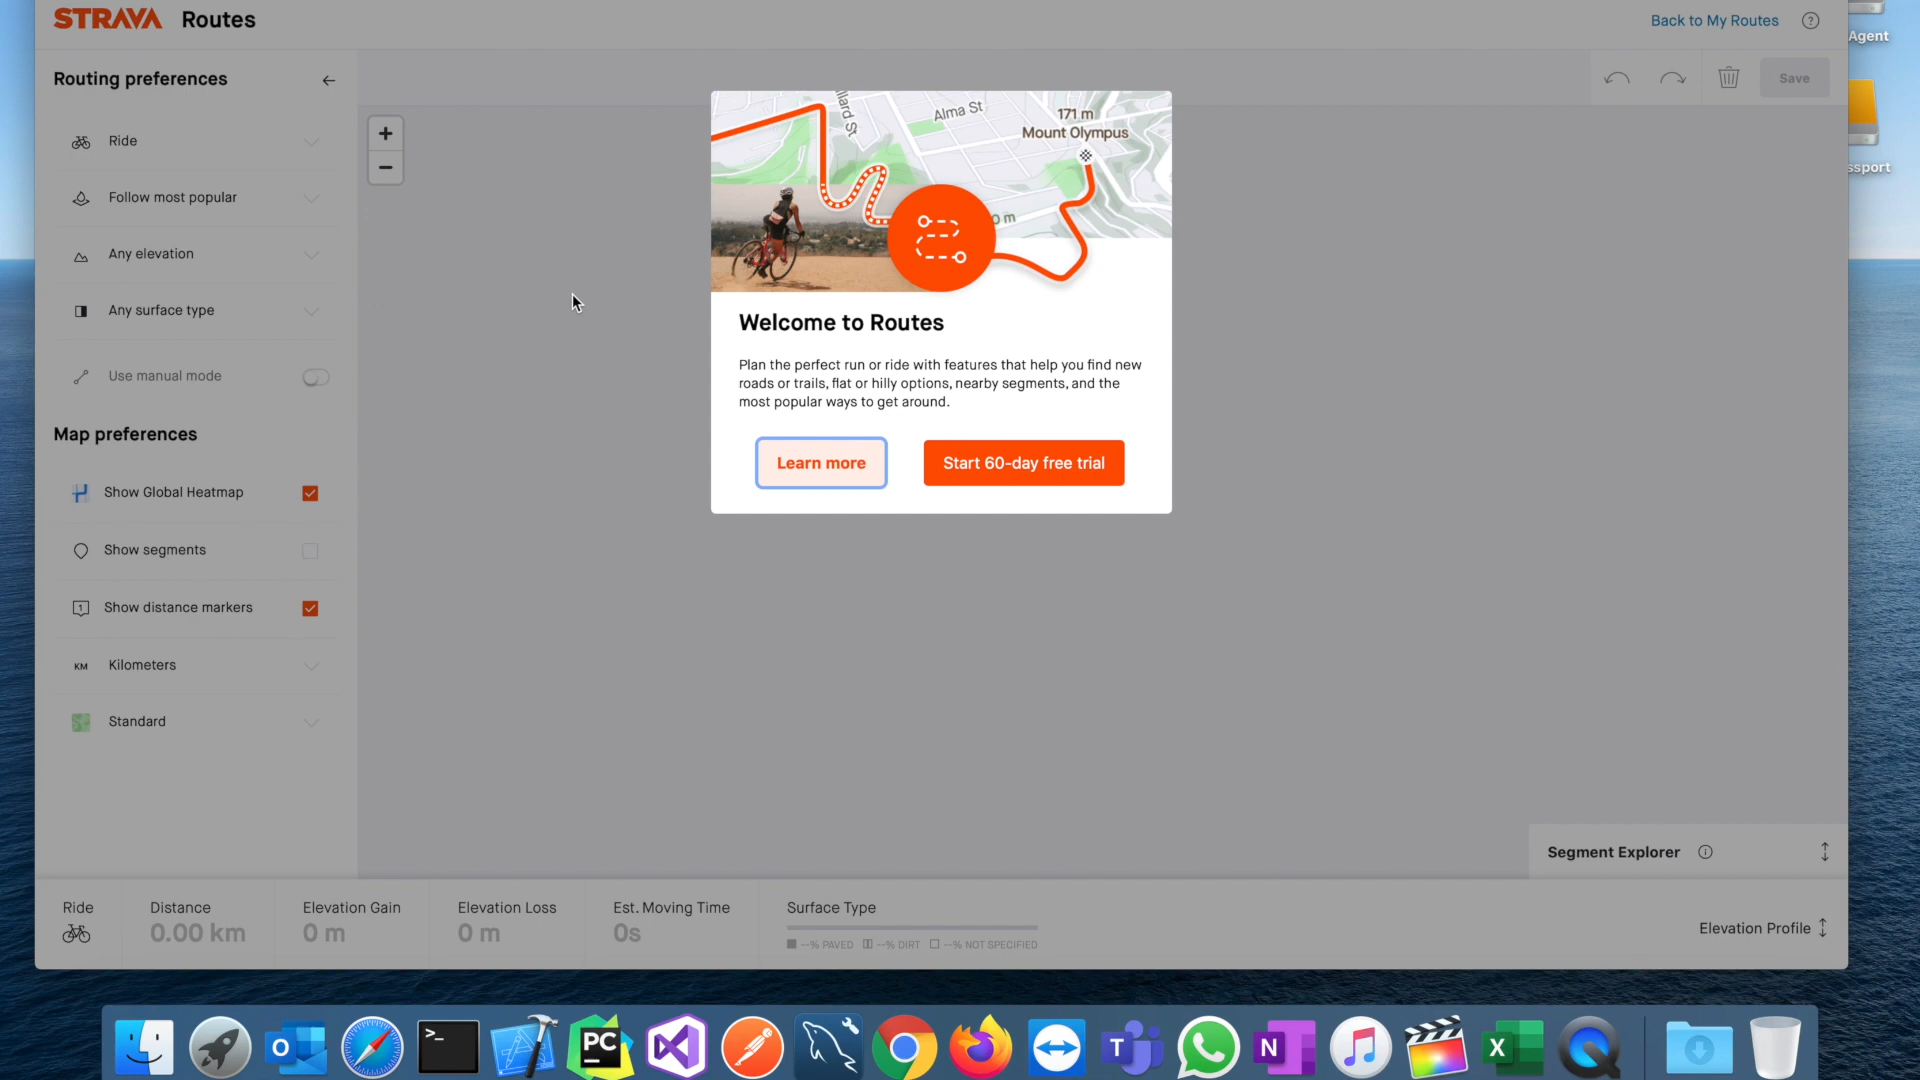 STRAVA Routes
Back to My Routes ?
Agent
Routing preferences
Save
Ride
Follow most popular
Any elevation
Any surface type
Use manual mode
Map preferences
Show Global Heatmap
Show segments
1 Show distance markers
KM Kilometers
Standard
+
−
Alma St
171 m
Mount Olympus
Welcome to Routes
Plan the perfect run or ride with features that help you find new
roads or trails, flat or hilly options, nearby segments, and the
most popular ways to get around.
Learn more
Start 60-day free trial
ssport
Segment Explorer
Ride
Distance
0.00 km
Elevation Gain
0 m
Elevation Loss
0 m
Est. Moving Time
0s
Surface Type
--% PAVED --% DIRT --% NOT SPECIFIED
Elevation Profile
O
>_
PC
T
N
X